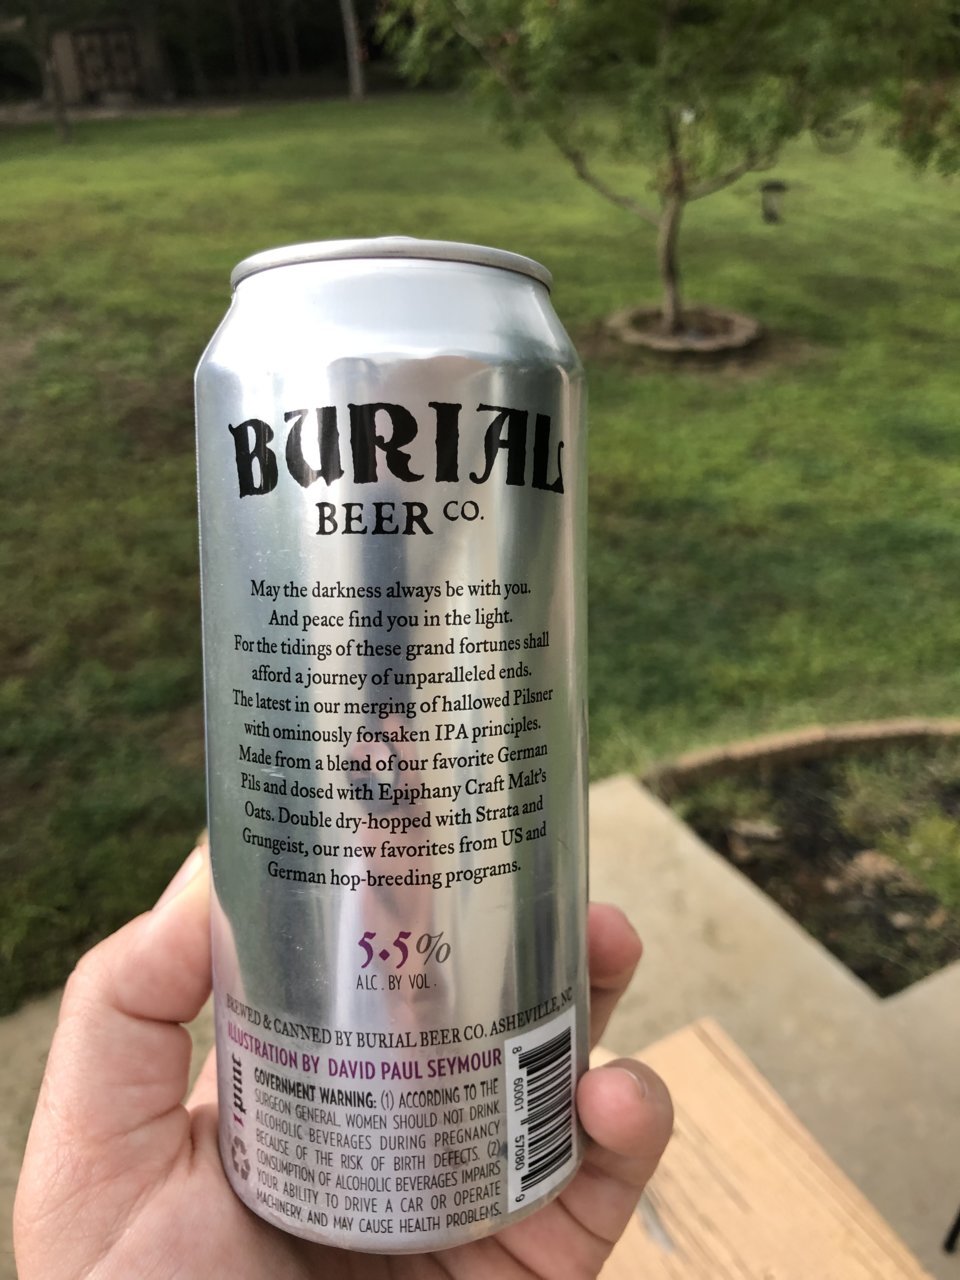 BURIAL
BEER CO.
May the darkness always be with you.
And peace find you in the light.
For the tidings of these grand fortunes shall
afford a journey of unparalleled ends.
The latest in our merging of hallowed Pilsner
with ominously forsaken IPA principles.
Made from a blend of our favorite German
Pils and dosed with Epiphany Craft Malt's
Oats. Double dry-hopped with Strata and
Grungeist, our new favorites from US and
German hop-breeding programs.
5.5%
ALC. BY VOL.
BREWED & CANNED BY BURIAL BEER CO. ASHEVILLE, NC
ILLUSTRATION BY DAVID PAUL SEYMOUR
1 PINT
GOVERNMENT WARNING: (1) ACCORDING TO THE
SURGEON GENERAL, WOMEN SHOULD NOT DRINK
ALCOHOLIC BEVERAGES DURING PREGNANCY
BECAUSE OF THE RISK OF BIRTH DEFECTS. (2)
CONSUMPTION OF ALCOHOLIC BEVERAGES IMPAIRS
YOUR ABILITY TO DRIVE A CAR OR OPERATE
MACHINERY, AND MAY CAUSE HEALTH PROBLEMS.
8 60001 57080 9